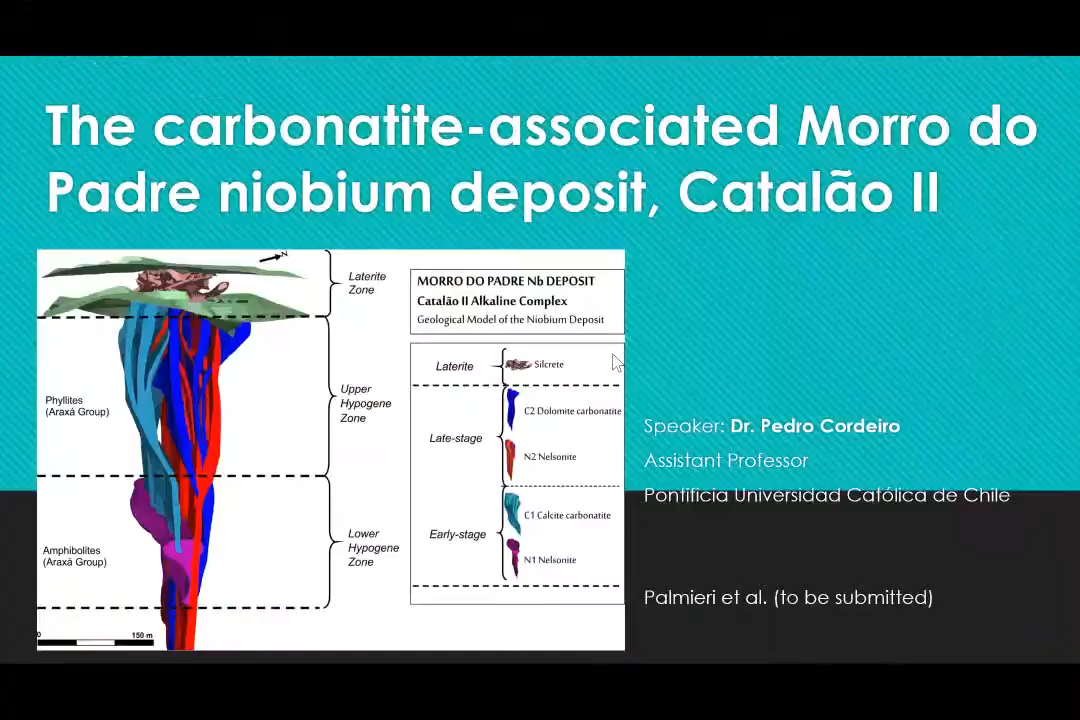 The carbonatite-associated Morro do
Padre niobium deposit, Catalão II
N
Laterite
Zone
Phyllites
(Araxá Group)
Upper
Hypogene
Zone
Amphibolites
(Araxá Group)
Lower
Hypogene
Zone
0 150 m
MORRO DO PADRE Nb DEPOSIT
Catalão II Alkaline Complex
Geological Model of the Niobium Deposit
Laterite
Silcrete
Late-stage
C2 Dolomite carbonatite
N2 Nelsonite
Early-stage
C1 Calcite carbonatite
N1 Nelsonite
Speaker: Dr. Pedro Cordeiro
Assistant Professor
Pontificia Universidad Católica de Chile
Palmieri et al. (to be submitted)